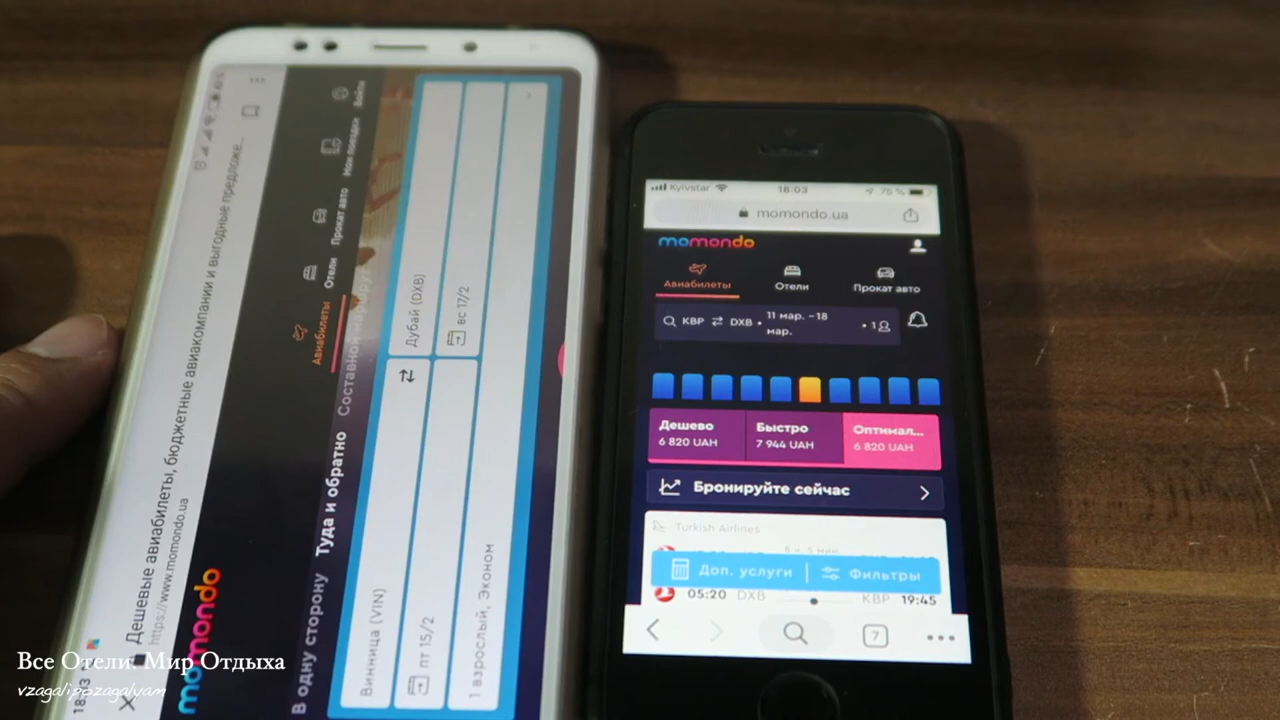 18:03
Дешевые авиабилеты, бюджетные авиакомпании и выгодные предложе...
https://www.momondo.ua
momondo
Авиабилеты
Отели
Прокат авто
Мои поездки
Войти
В одну сторону Туда и обратно Составной маршрут
Винница (VIN)
Дубай (DXB)
пт 15/2
вс 17/2
1 взрослый, Эконом
Kyivstar 18:03 76 %
momondo.ua
momondo
Авиабилеты Отели Прокат авто
KBP DXB • 11 мар. –18 мар. • 1
Дешево Быстро Оптимал...
6 820 UAH 7 944 UAH 6 820 UAH
Бронируйте сейчас
Turkish Airlines
Доп. услуги Фильтры
05:20 DXB KBP 19:45
7
Все Отели. Мир Отдыха
vzagalipozagalyam